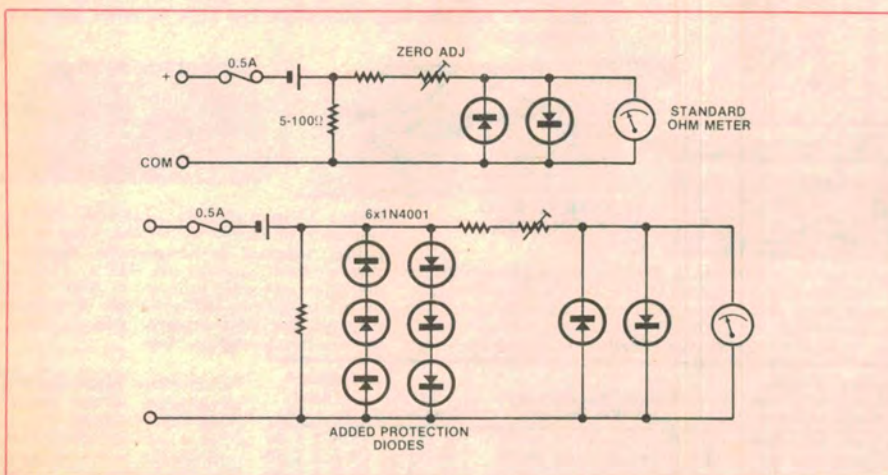 ZERO ADJ
0.5A
+
5-100Ω
STANDARD
OHM METER
COM
0.5A
6x1N4001
ADDED PROTECTION
DIODES